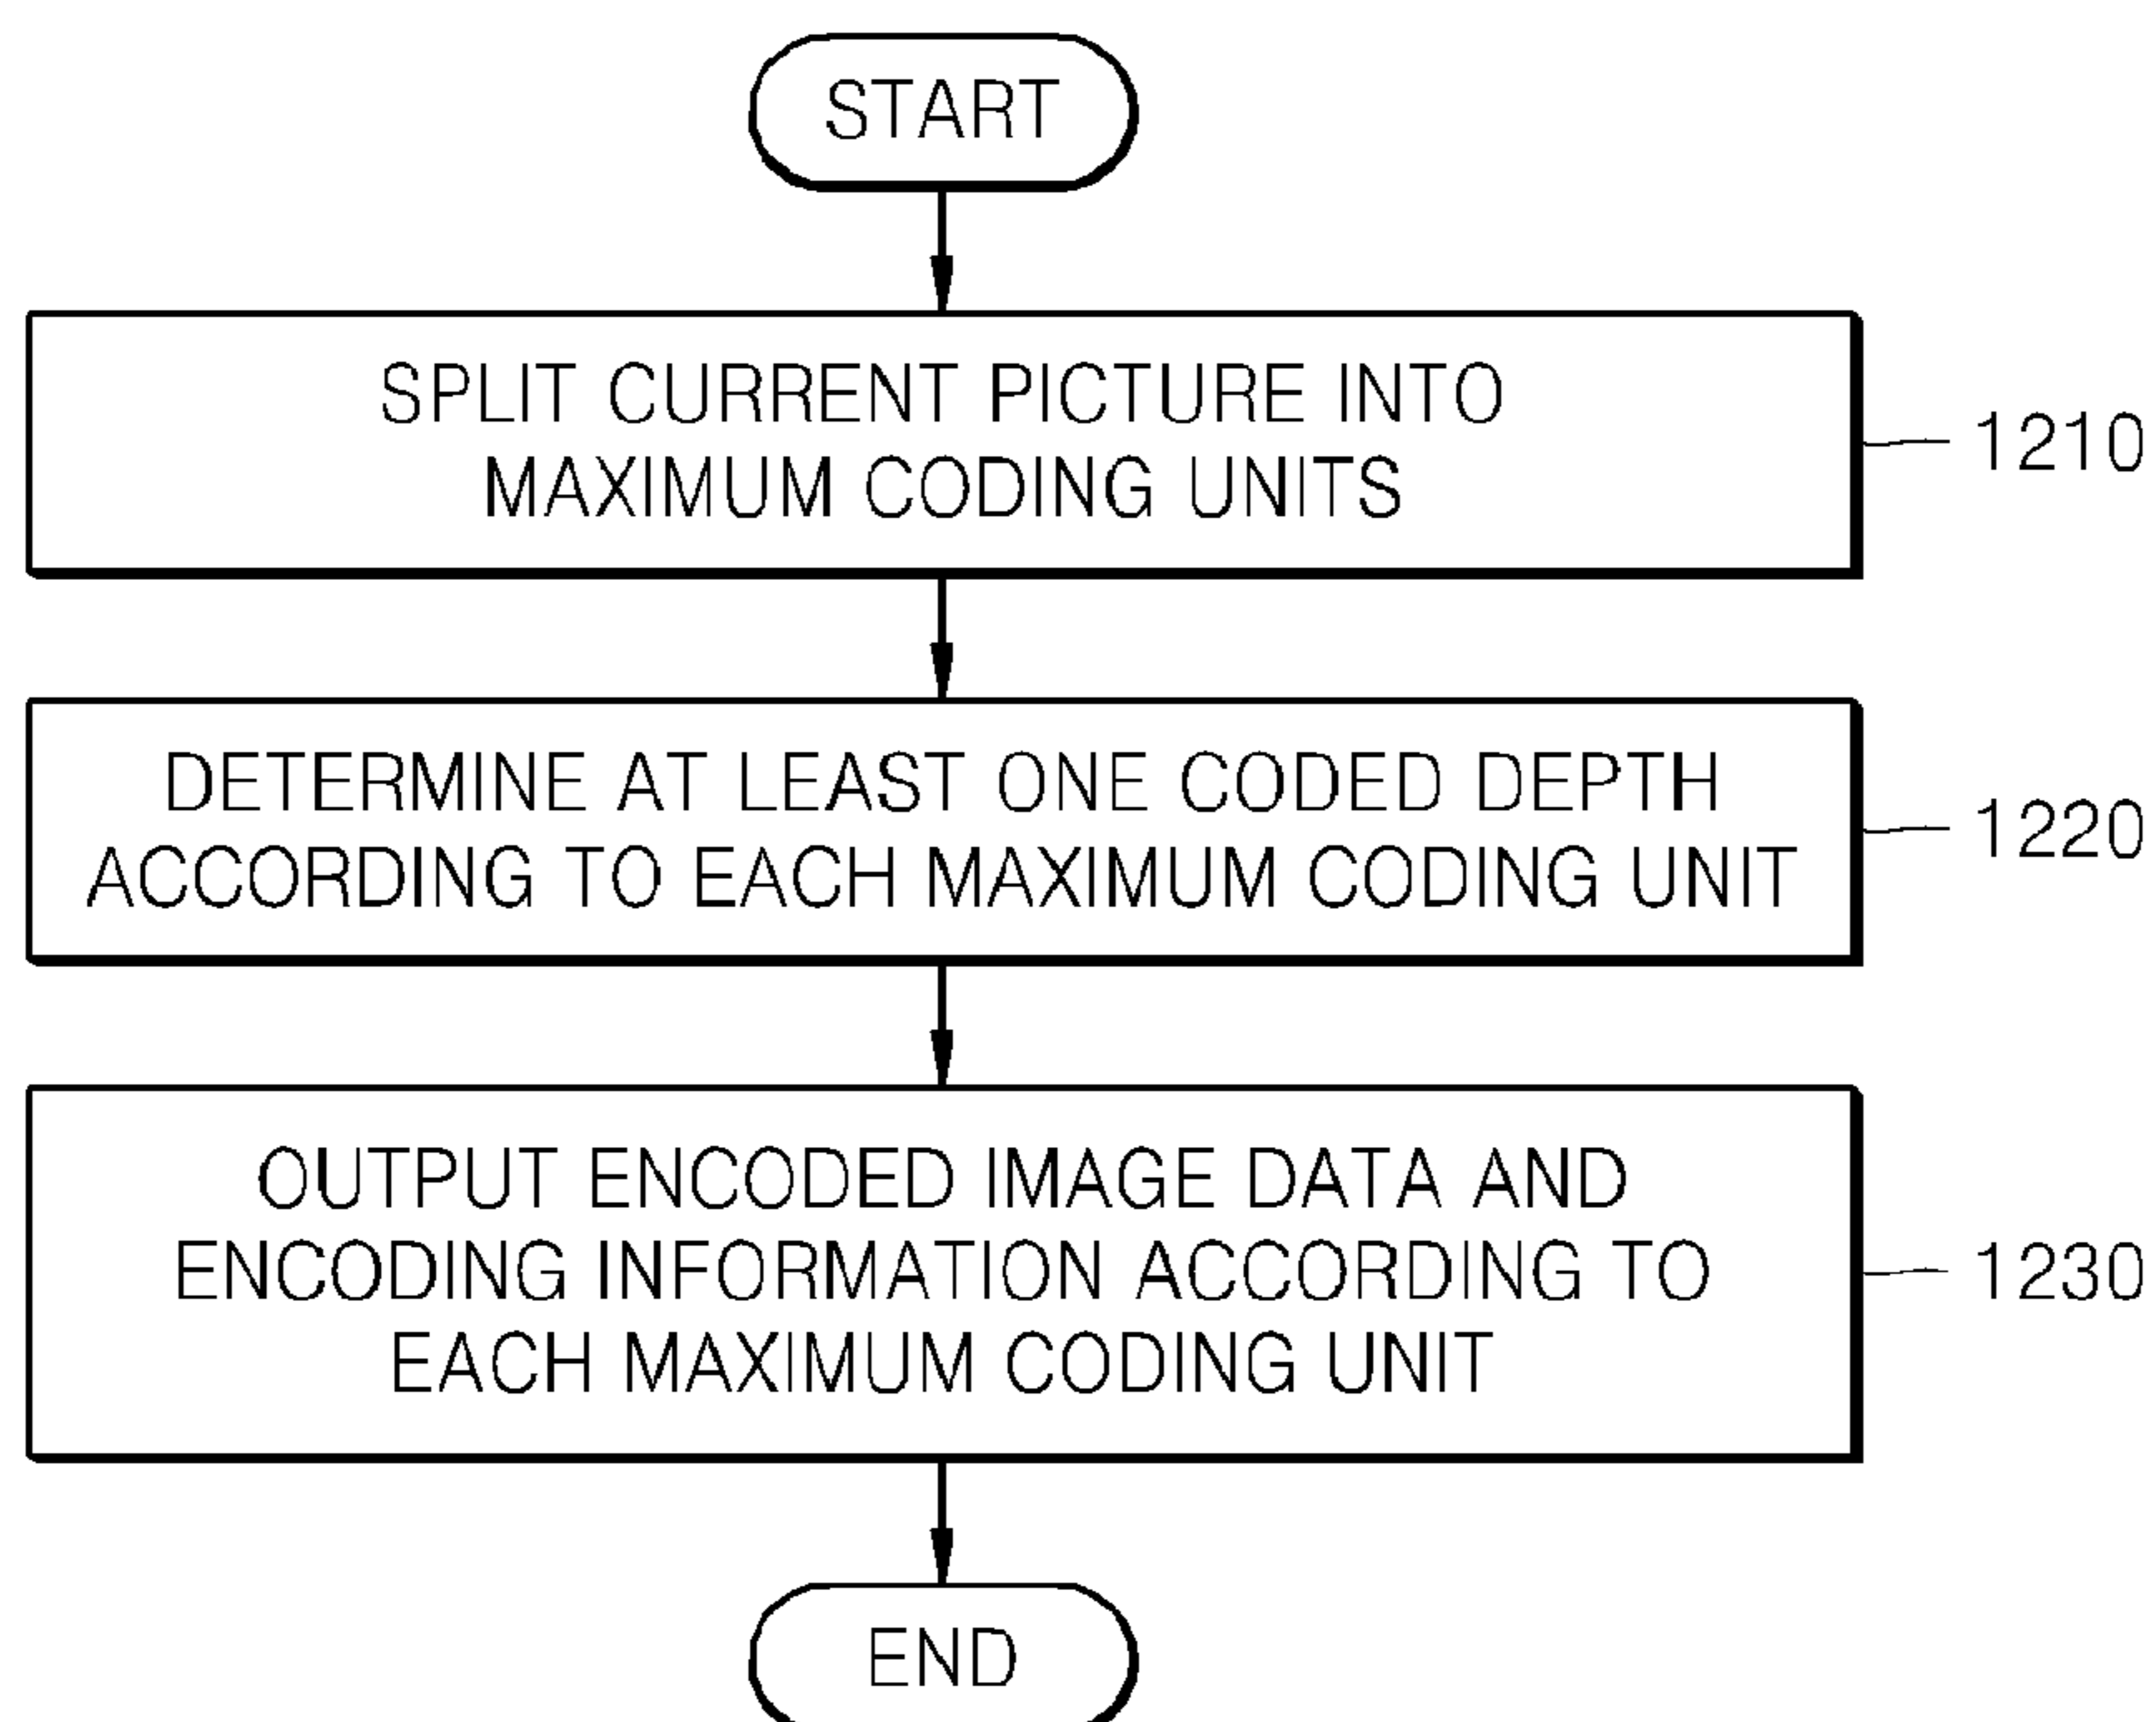 START
SPLIT CURRENT PICTURE INTO
MAXIMUM CODING UNITS
1210
DETERMINE AT LEAST ONE CODED DEPTH
ACCORDING TO EACH MAXIMUM CODING UNIT
1220
OUTPUT ENCODED IMAGE DATA AND
ENCODING INFORMATION ACCORDING TO
EACH MAXIMUM CODING UNIT
1230
END